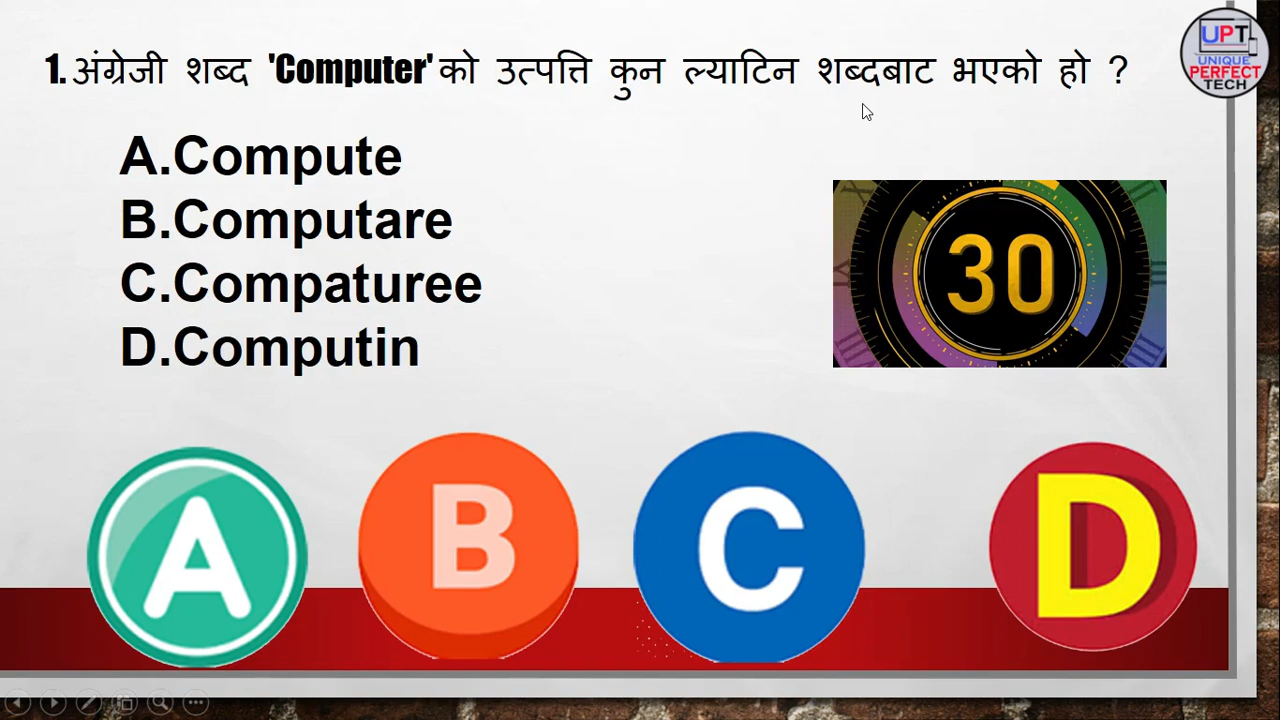 1. अंग्रेजी शब्द 'Computer' को उत्पत्ति कुन ल्याटिन शब्दबाट भएको हो ?
A.Compute
B.Computare
C.Compaturee
D.Computin
30
UPT
UNIQUE
PERFECT
TECH
A B C D